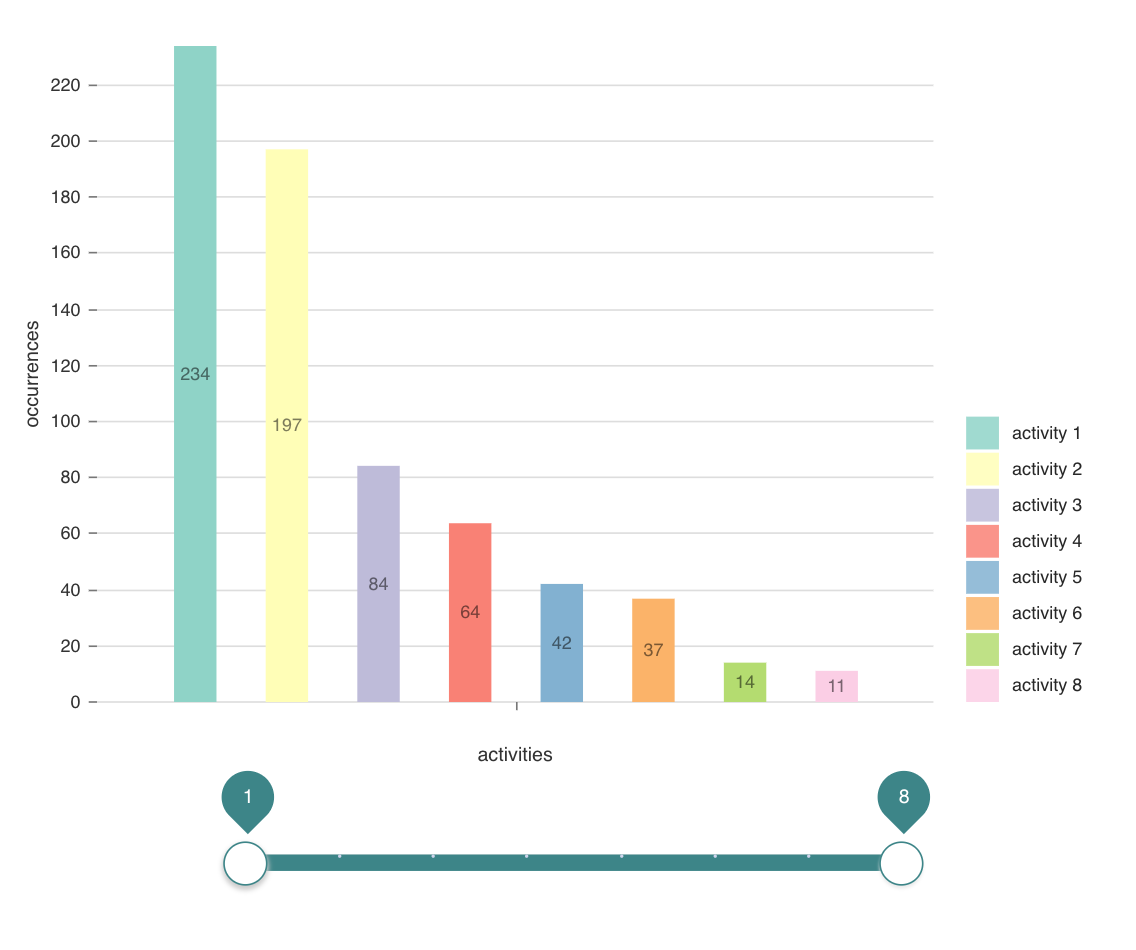 220
200
180
160
140
120
100
80
60
40
20
0
occurrences
234
197
84
64
42
37
14
11
activities
activity 1
activity 2
activity 3
activity 4
activity 5
activity 6
activity 7
activity 8
1
8